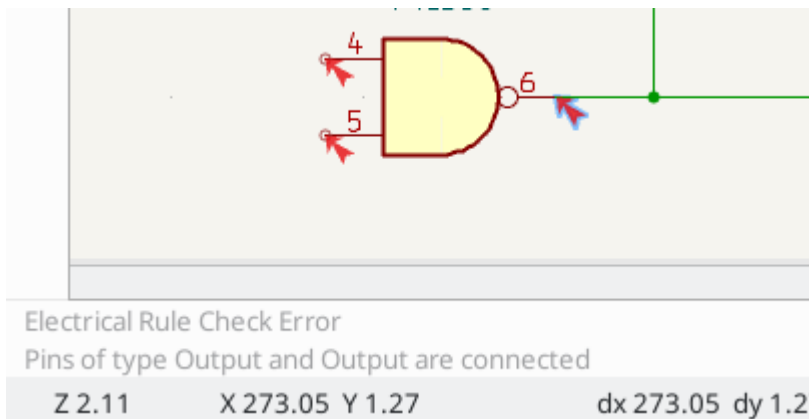 4
6
5
Electrical Rule Check Error
Pins of type Output and Output are connected
Z 2.11 X 273.05 Y 1.27 dx 273.05 dy 1.2